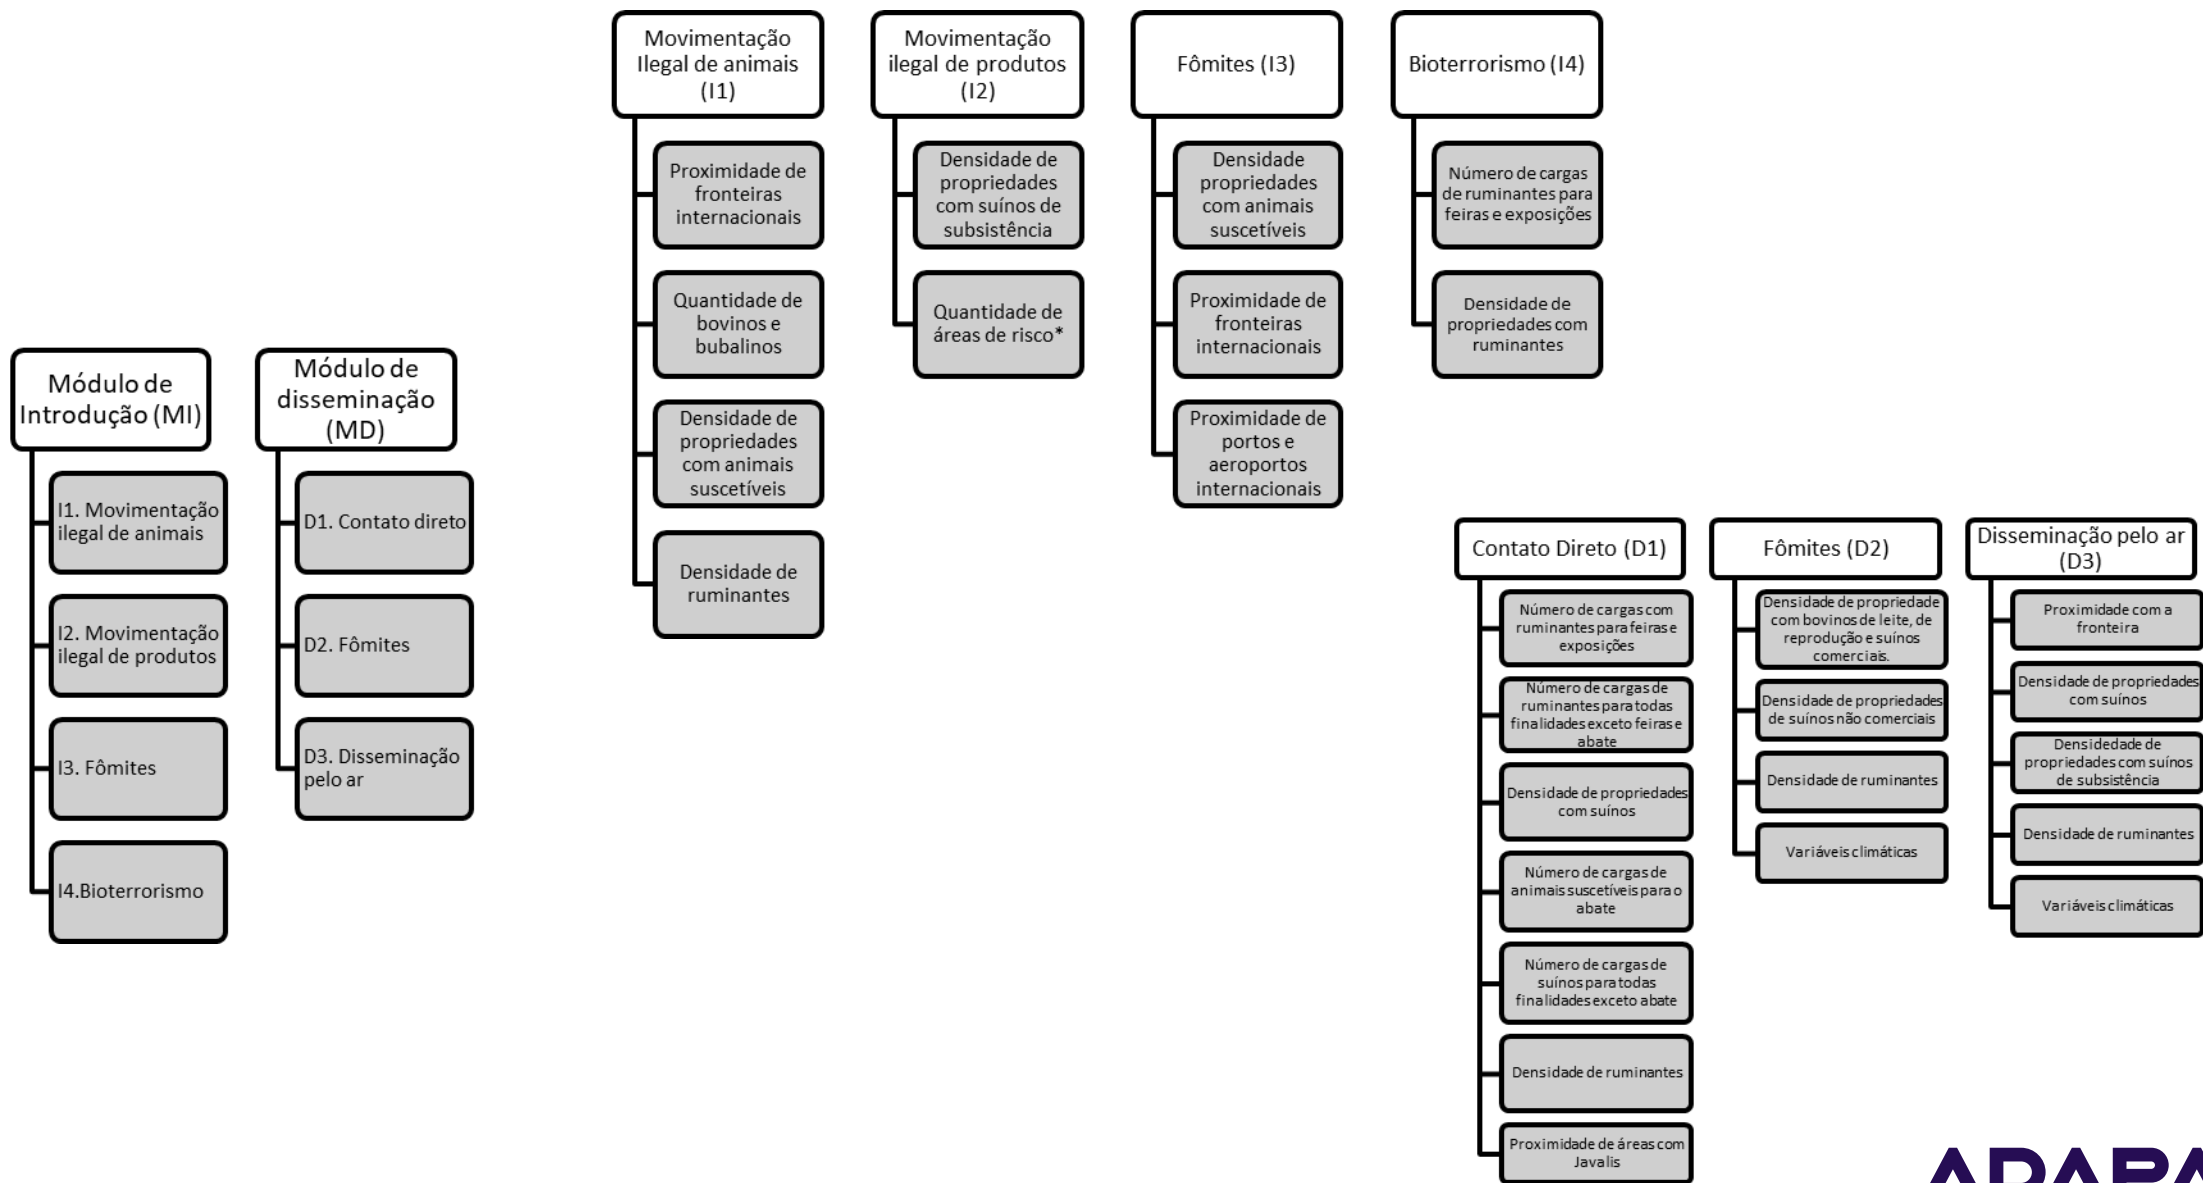 Módulo de
Introdução (MI)
I1. Movimentação
ilegal de animais
I2. Movimentação
ilegal de produtos
I3. Fômites
I4.Bioterrorismo
Módulo de
disseminação
(MD)
D1. Contato direto
D2. Fômites
D3. Disseminação
pelo ar
Movimentação
Ilegal de animais
(I1)
Proximidade de
fronteiras
internacionais
Quantidade de
bovinos e
bubalinos
Densidade de
propriedades
com animais
suscetíveis
Densidade de
ruminantes
Movimentação
ilegal de produtos
(I2)
Densidade de
propriedades
com suínos de
subsistência
Quantidade de
áreas de risco*
Fômites (I3)
Densidade
propriedades
com animais
suscetíveis
Proximidade de
fronteiras
internacionais
Proximidade de
portos e
aeroportos
internacionais
Bioterrorismo (I4)
Número de cargas
de ruminantes para
feiras e exposições
Densidade de
propriedades com
ruminantes
Contato Direto (D1)
Número de cargas com
ruminantes para feiras e
exposições
Número de cargas de
ruminantes para todas
finalidades exceto feiras e
abate
Densidade de propriedades
com suínos
Número de cargas de
animais suscetíveis para o
abate
Número de cargas de
suínos para todas
finalidades exceto abate
Densidade de ruminantes
Proximidade de áreas com
Javalis
Fômites (D2)
Densidade de propriedade
com bovinos de leite, de
reprodução e suínos
comerciais.
Densidade de propriedades
de suínos não comerciais
Densidade de ruminantes
Variáveis climáticas
Disseminação pelo ar
(D3)
Proximidade com a
fronteira
Densidade de propriedades
com suínos
Densidedade de
propriedades com suínos
de subsistência
Densidade de ruminantes
Variáveis climáticas
ADAPA